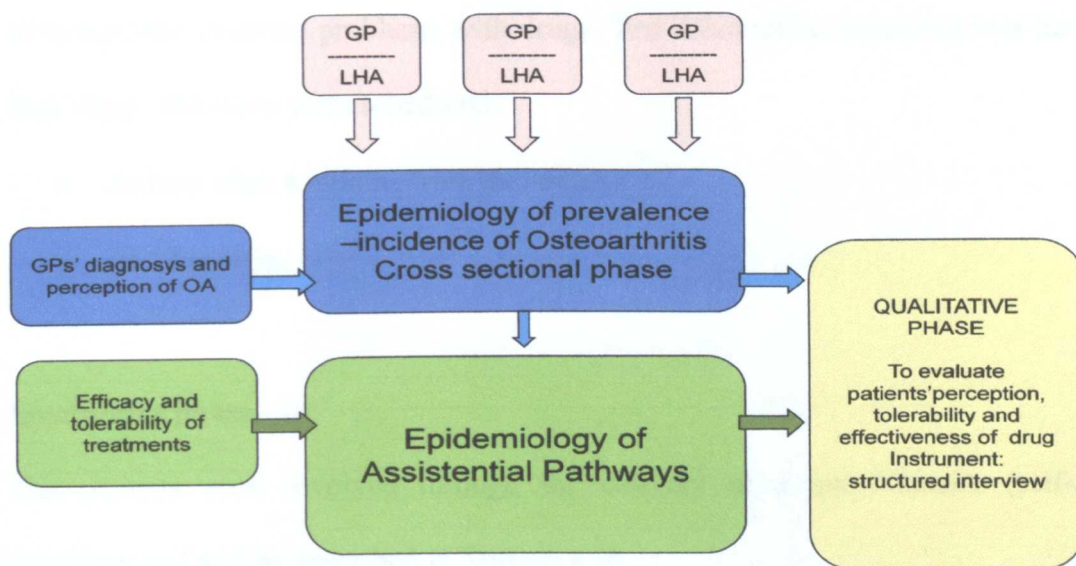 GP
LHA
GP
LHA
GP
LHA
Epidemiology of prevalence
–incidence of Osteoarthritis
Cross sectional phase
GPs' diagnosys and
perception of OA
QUALITATIVE
PHASE
To evaluate
patients'perception,
tolerability and
effectiveness of drug
Instrument:
structured interview
Efficacy and
tolerability of
treatments
Epidemiology of
Assistential Pathways